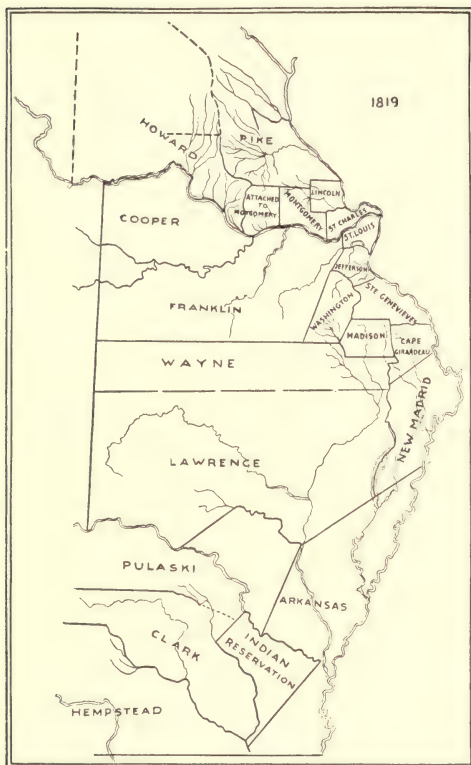 1819
HOWARD
PIKE
LINCOLN
ATTACHED
TO
MONTGOMERY
MONTGOMERY
ST. CHARLES
ST. LOUIS
COOPER
JEFFERSON
FRANKLIN
WASHINGTON
STE GENEVIEVES
MADISON
CAPE
GIRARDEAU
WAYNE
NEW MADRID
LAWRENCE
PULASKI
ARKANSAS
CLARK
INDIAN
RESERVATION
HEMPSTEAD